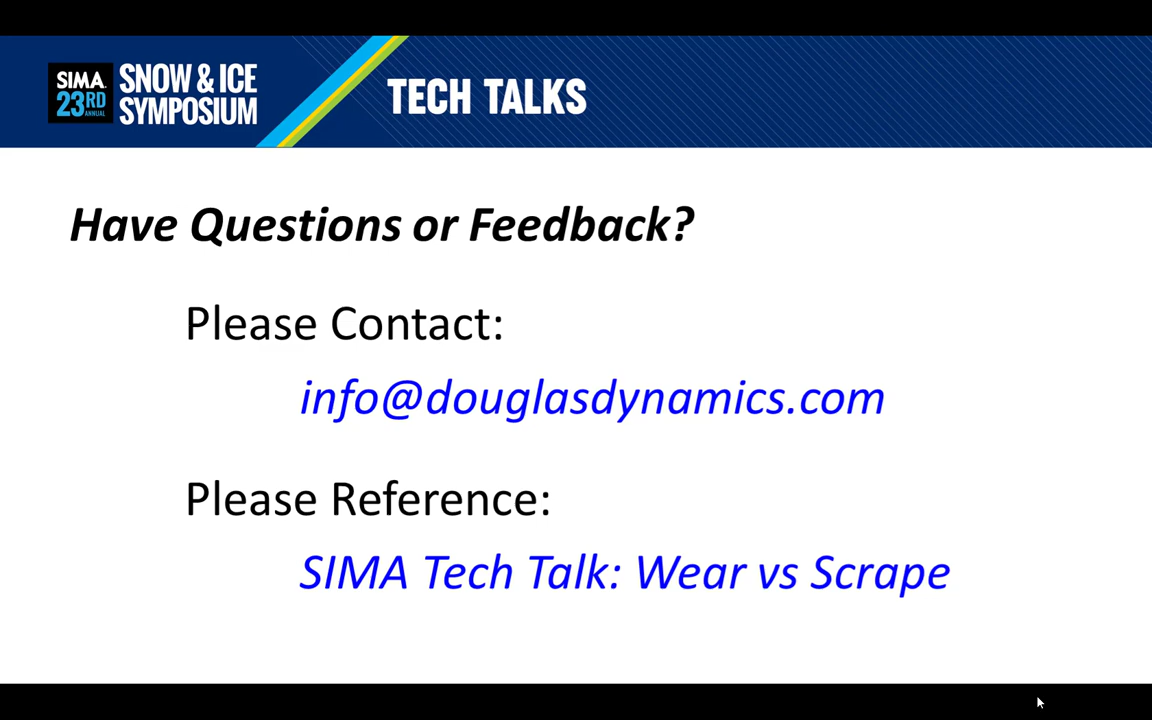 SIMA
23RD
ANNUAL
SNOW & ICE
SYMPOSIUM
TECH TALKS
Have Questions or Feedback?
Please Contact:
info@douglasdynamics.com
Please Reference:
SIMA Tech Talk: Wear vs Scrape